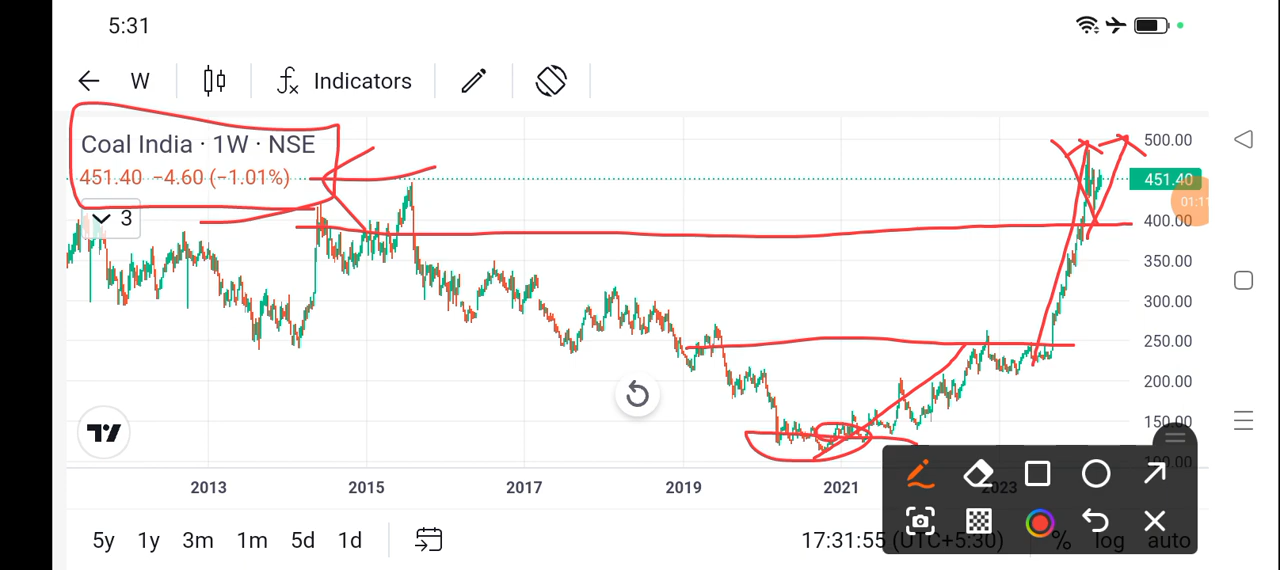 5:31
W Indicators
Coal India · 1W · NSE
451.40 −4.60 (−1.01%)
3
500.00
451.40
01:11
400.00
350.00
300.00
250.00
200.00
150.00
100.00
2013 2015 2017 2019 2021 2023
5y 1y 3m 1m 5d 1d 17:31:55 (UTC+5:30) % log auto